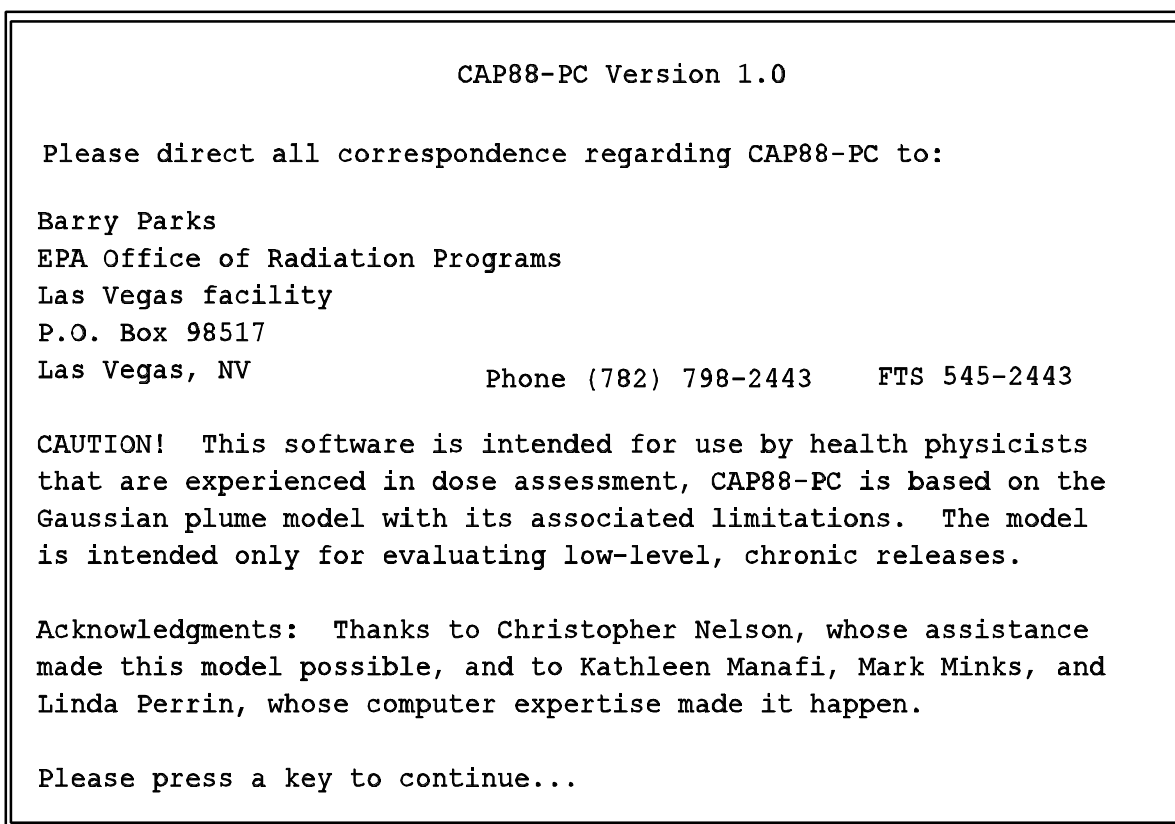 CAP88-PC Version 1.0
Please direct all correspondence regarding CAP88-PC to:
Barry Parks
EPA Office of Radiation Programs
Las Vegas facility
P.O. Box 98517
Las Vegas, NV Phone (782) 798-2443 FTS 545-2443
CAUTION! This software is intended for use by health physicists
that are experienced in dose assessment, CAP88-PC is based on the
Gaussian plume model with its associated limitations. The model
is intended only for evaluating low-level, chronic releases.
Acknowledgments: Thanks to Christopher Nelson, whose assistance
made this model possible, and to Kathleen Manafi, Mark Minks, and
Linda Perrin, whose computer expertise made it happen.
Please press a key to continue...